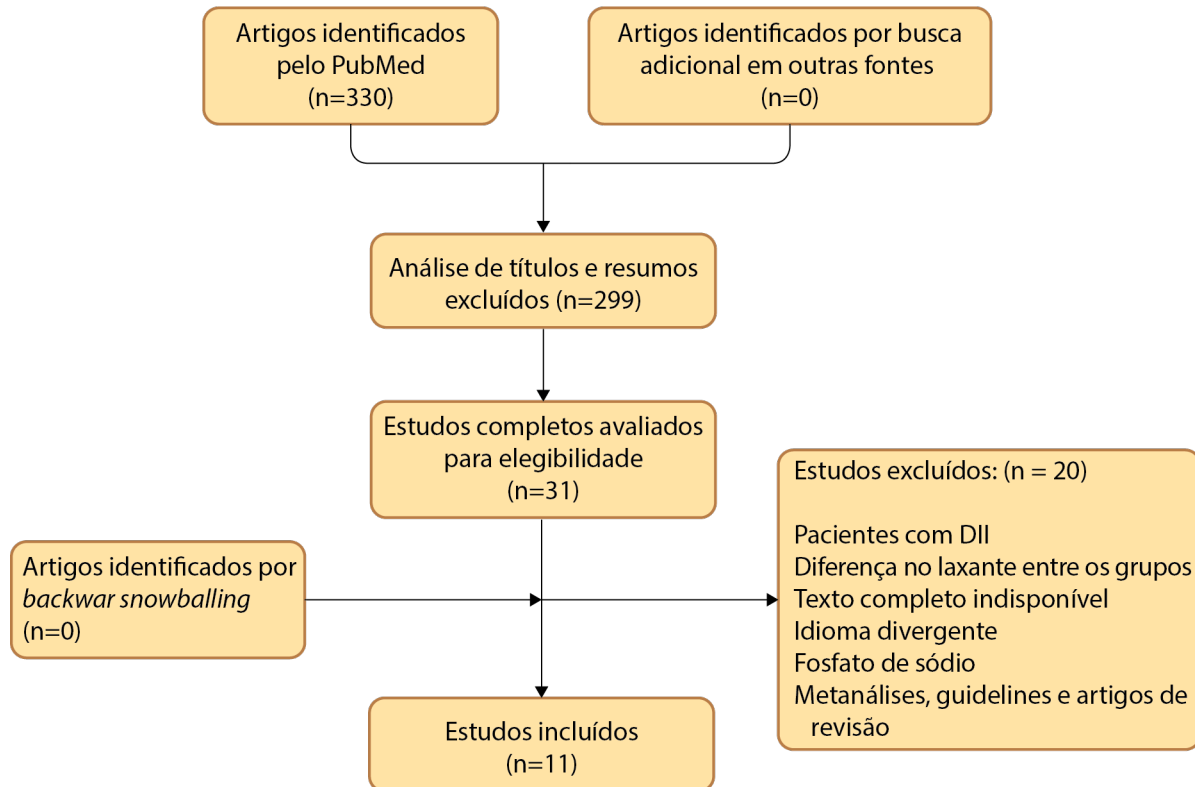 Artigos identificados
pelo PubMed
(n=330)
Artigos identificados por busca
adicional em outras fontes
(n=0)
Análise de títulos e resumos
excluídos (n=299)
Estudos completos avaliados
para elegibilidade
(n=31)
Artigos identificados por
backwar snowballing
(n=0)
Estudos excluídos: (n = 20)
Pacientes com DII
Diferença no laxante entre os grupos
Texto completo indisponível
Idioma divergente
Fosfato de sódio
Metanálises, guidelines e artigos de
revisão
Estudos incluídos
(n=11)